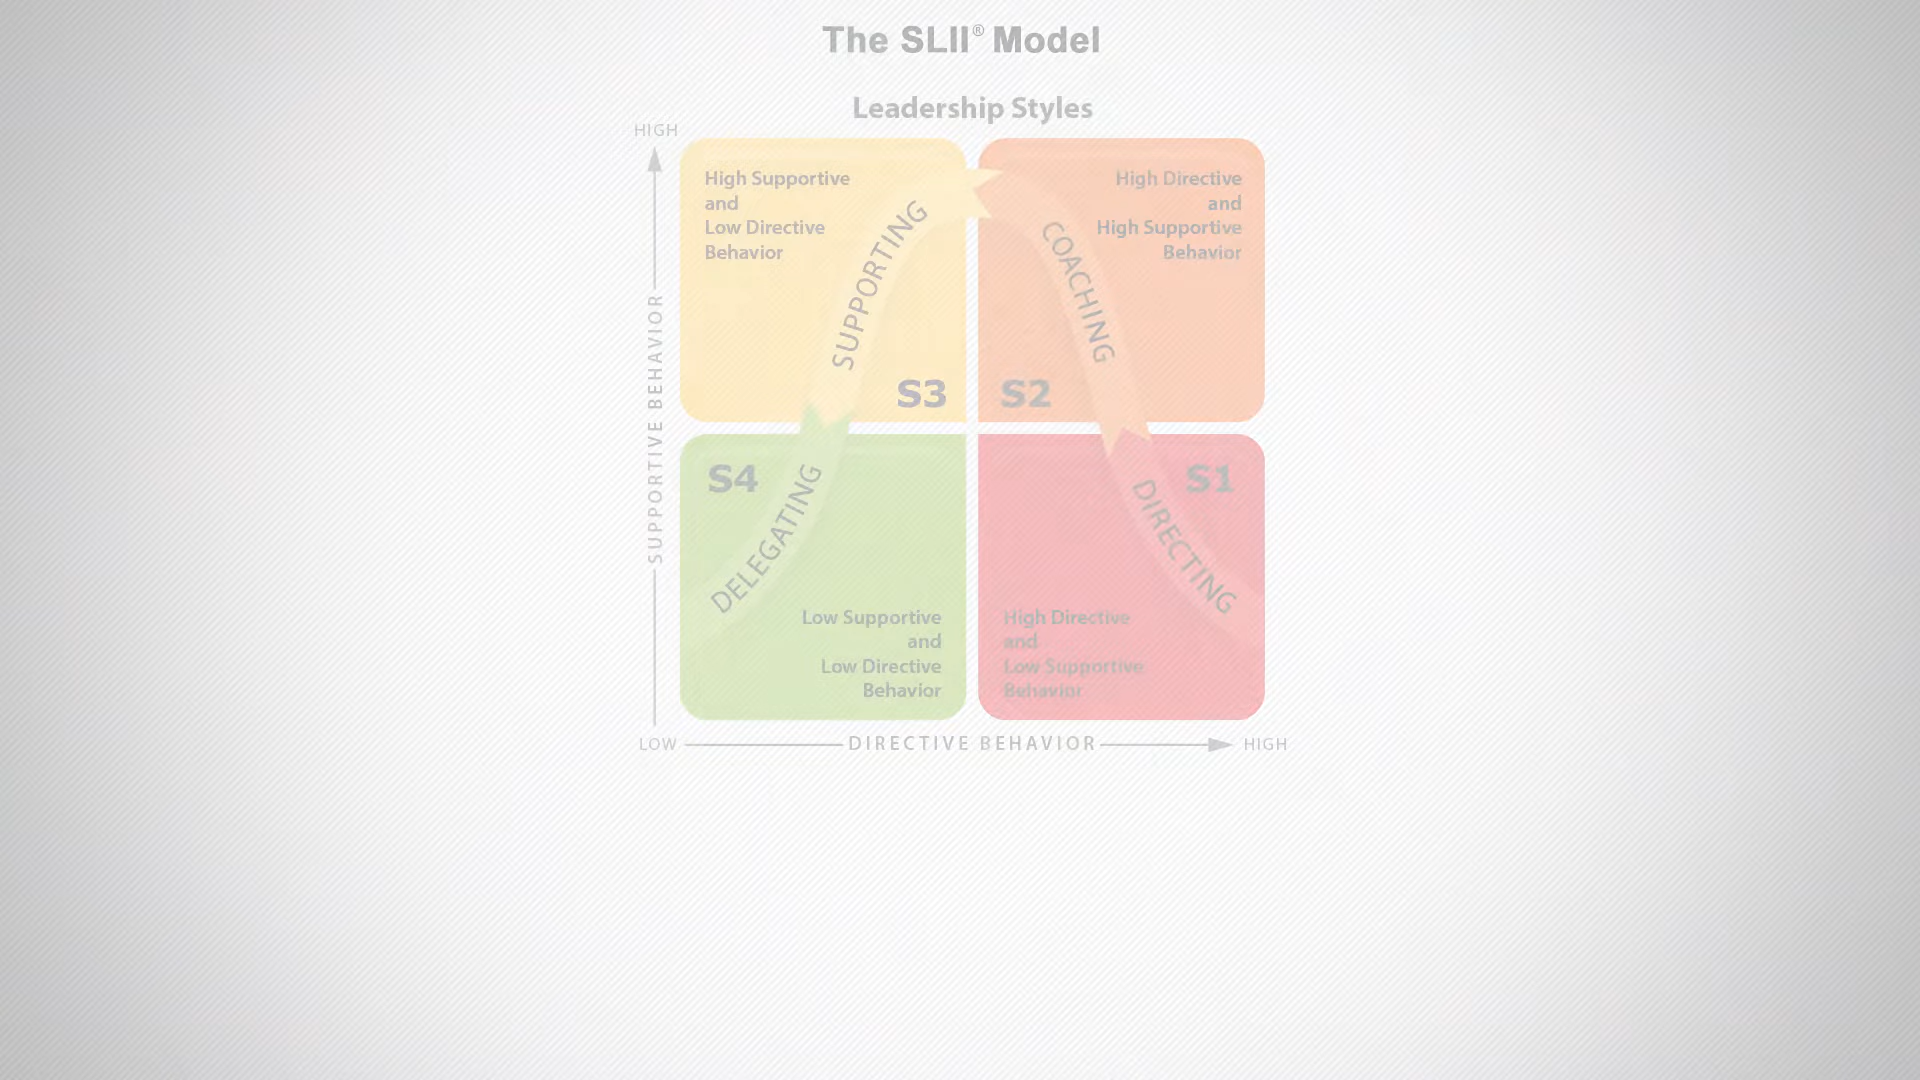 The SLII® Model
Leadership Styles
HIGH
High Supportive
and
Low Directive
Behavior
SUPPORTING
S3
High Directive
and
High Supportive
Behavior
COACHING
S2
SUPPORTIVE BEHAVIOR
S4
DELEGATING
Low Supportive
and
Low Directive
Behavior
S1
DIRECTING
High Directive
and
Low Supportive
Behavior
LOW
DIRECTIVE BEHAVIOR
HIGH